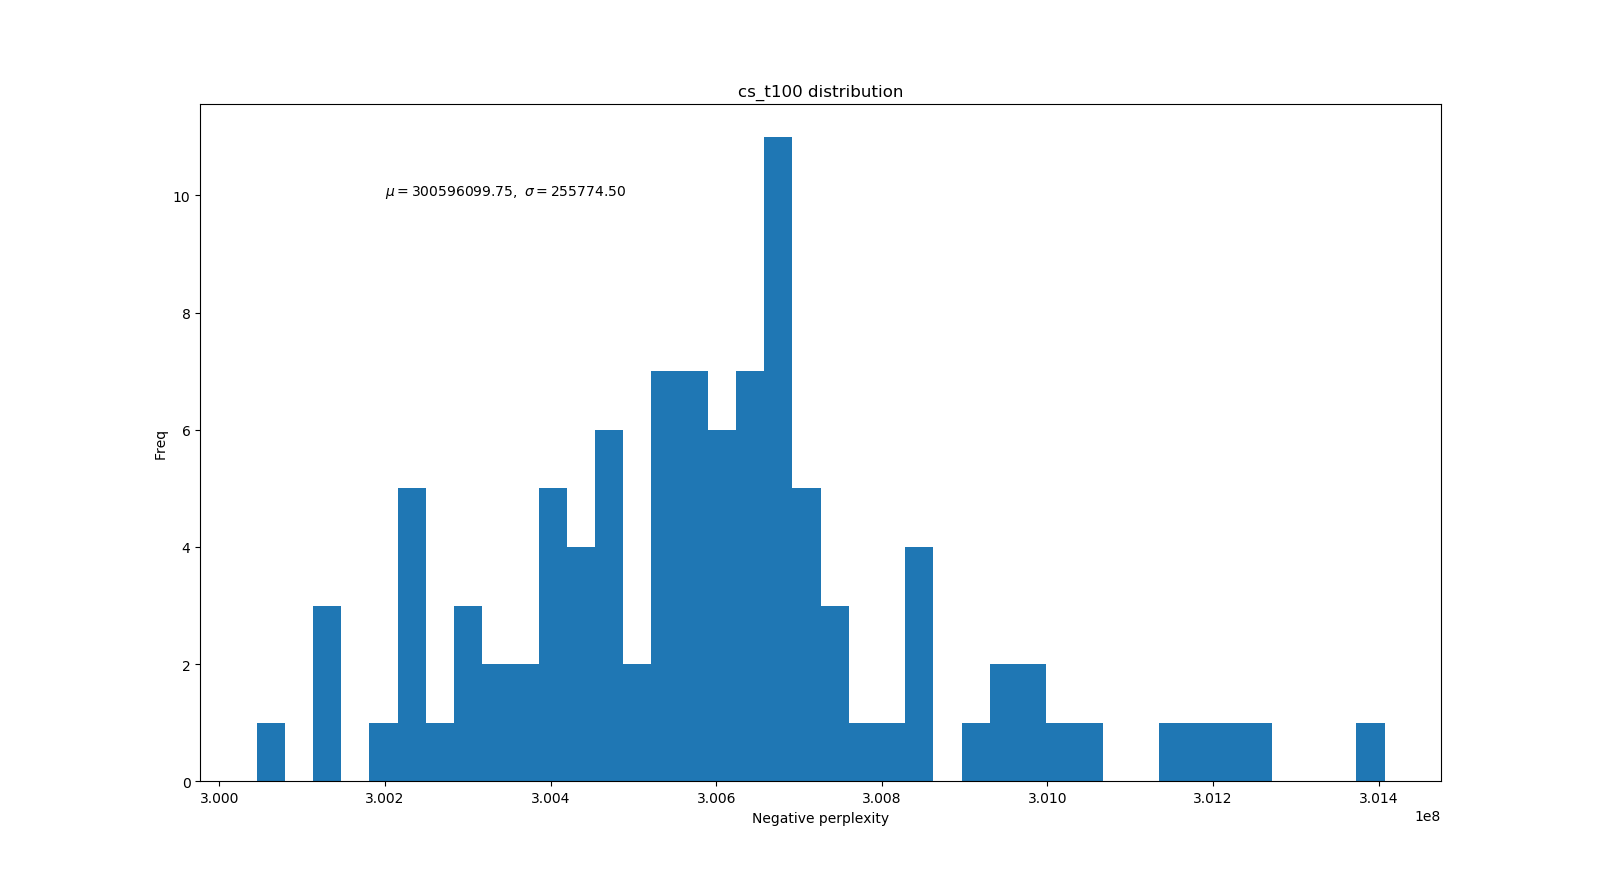 cs_t100 distribution
μ = 300596099.75, σ = 255774.50
Freq
10
8
6
4
2
0
3.000 3.002 3.004 3.006 3.008 3.010 3.012 3.014
1e8
Negative perplexity